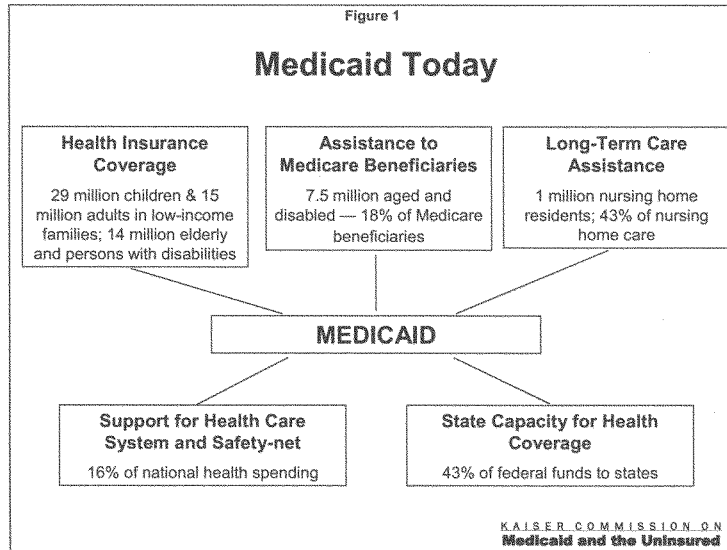 Figure 1
Medicaid Today
Health Insurance
Coverage
29 million children & 15
million adults in low-income
families; 14 million elderly
and persons with disabilities
Assistance to
Medicare Beneficiaries
7.5 million aged and
disabled — 18% of Medicare
beneficiaries
Long-Term Care
Assistance
1 million nursing home
residents; 43% of nursing
home care
MEDICAID
Support for Health Care
System and Safety-net
16% of national health spending
State Capacity for Health
Coverage
43% of federal funds to states
KAISER COMMISSION ON
Medicaid and the Uninsured